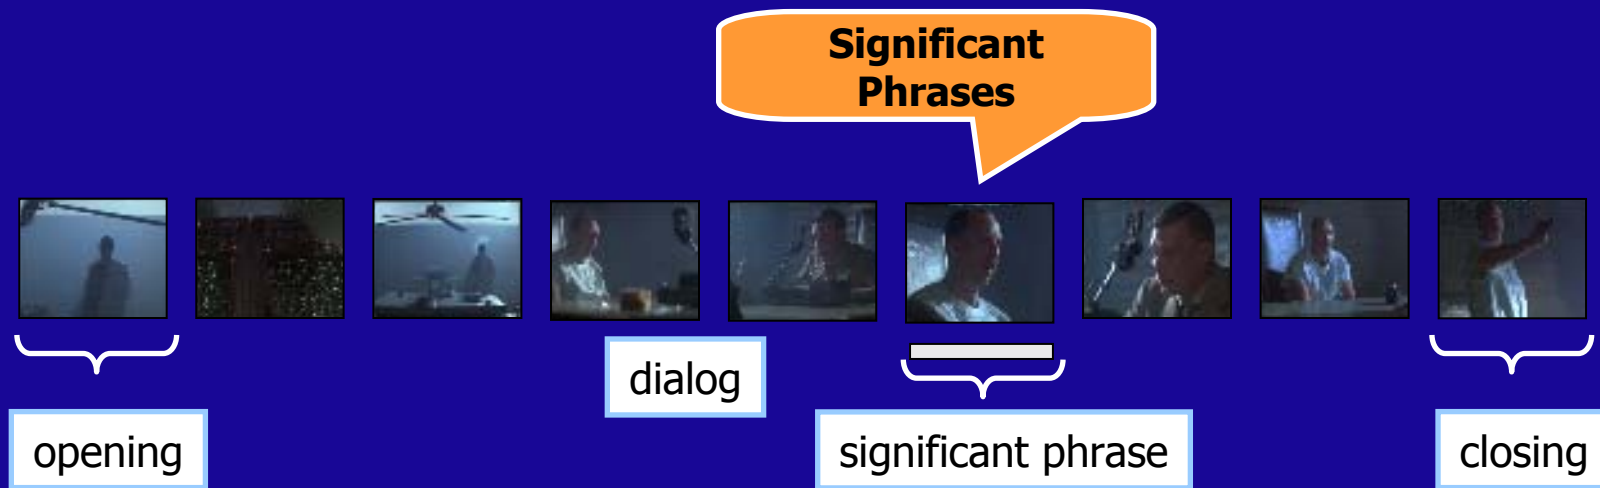 Significant
Phrases
dialog
opening
significant phrase
closing